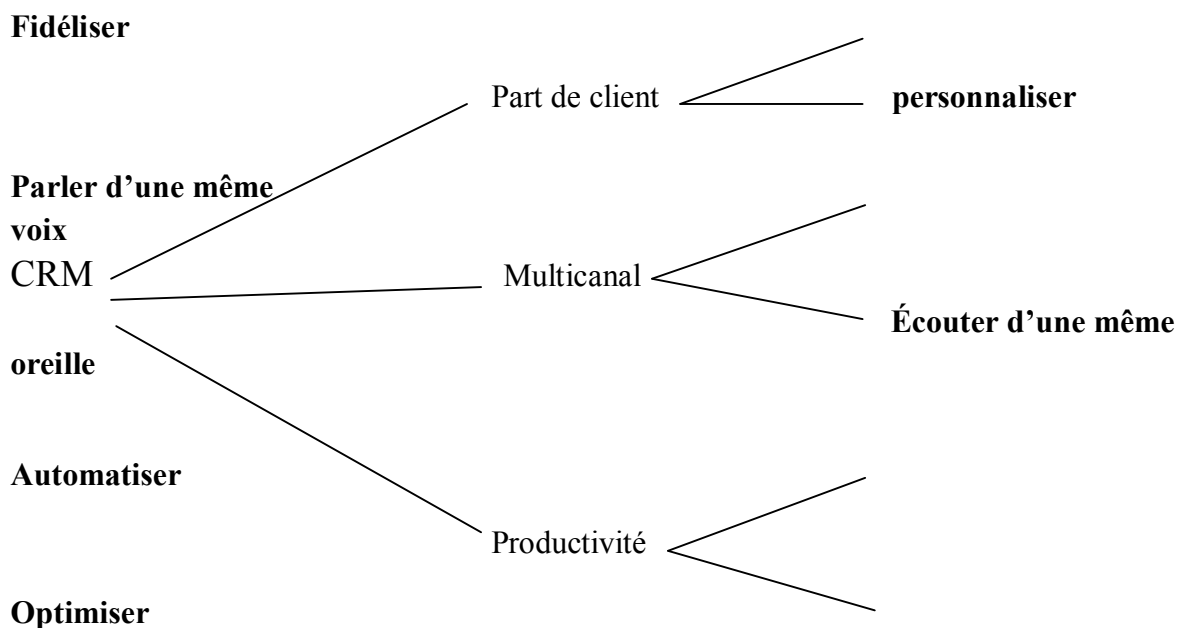 Fidéliser
Part de client
personnaliser
Parler d’une même
voix
CRM
Multicanal
Écouter d’une même
oreille
Automatiser
Productivité
Optimiser